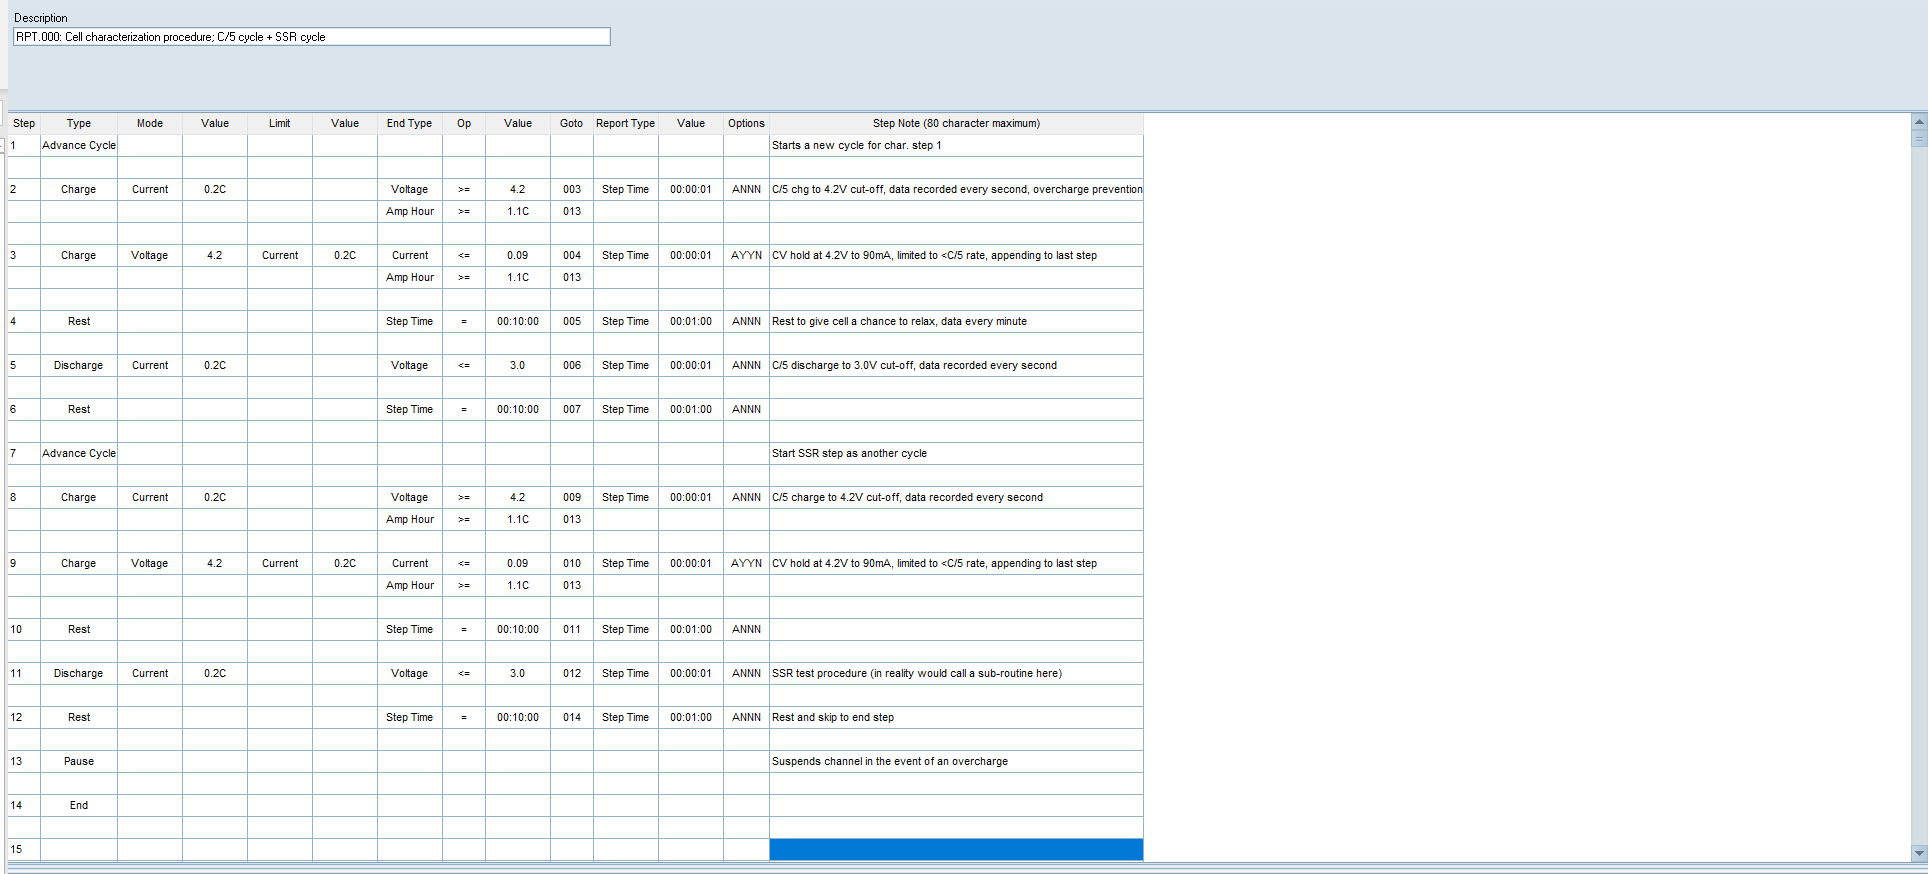 Description
RPT.000: Cell characterization procedure; C/5 cycle + SSR cycle
Step Type Mode Value Limit Value End Type Op Value Goto Report Type Value Options Step Note (80 character maximum)
1 Advance Cycle Starts a new cycle for char. step 1
2 Charge Current 0.2C Voltage >= 4.2 003 Step Time 00:00:01 ANNN C/5 chg to 4.2V cut-off, data recorded every second, overcharge prevention
Amp Hour >= 1.1C 013
3 Charge Voltage 4.2 Current 0.2C Current <= 0.09 004 Step Time 00:00:01 AYYN CV hold at 4.2V to 90mA, limited to <C/5 rate, appending to last step
Amp Hour >= 1.1C 013
4 Rest Step Time = 00:10:00 005 Step Time 00:01:00 ANNN Rest to give cell a chance to relax, data every minute
5 Discharge Current 0.2C Voltage <= 3.0 006 Step Time 00:00:01 ANNN C/5 discharge to 3.0V cut-off, data recorded every second
6 Rest Step Time = 00:10:00 007 Step Time 00:01:00 ANNN
7 Advance Cycle Start SSR step as another cycle
8 Charge Current 0.2C Voltage >= 4.2 009 Step Time 00:00:01 ANNN C/5 charge to 4.2V cut-off, data recorded every second
Amp Hour >= 1.1C 013
9 Charge Voltage 4.2 Current 0.2C Current <= 0.09 010 Step Time 00:00:01 AYYN CV hold at 4.2V to 90mA, limited to <C/5 rate, appending to last step
Amp Hour >= 1.1C 013
10 Rest Step Time = 00:10:00 011 Step Time 00:01:00 ANNN
11 Discharge Current 0.2C Voltage <= 3.0 012 Step Time 00:00:01 ANNN SSR test procedure (in reality would call a sub-routine here)
12 Rest Step Time = 00:10:00 014 Step Time 00:01:00 ANNN Rest and skip to end step
13 Pause Suspends channel in the event of an overcharge
14 End
15